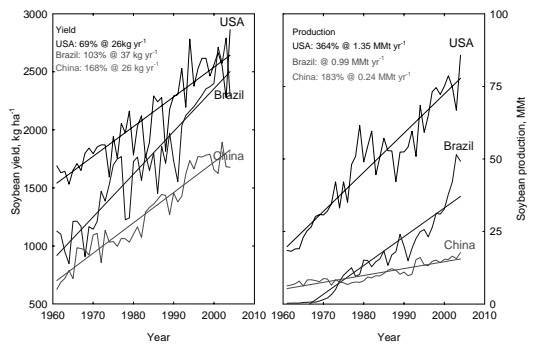 Yield
USA: 69% @ 26kg yr⁻¹
Brazil: 103% @ 37 kg yr⁻¹
China: 168% @ 26 kg yr⁻¹
USA
Brazil
China
3000
2500
2000
1500
1000
500
Soybean yield, kg ha⁻¹
1960 1970 1980 1990 2000 2010
Year
Production
USA: 364% @ 1.35 MMt yr⁻¹
Brazil: @ 0.99 MMt yr⁻¹
China: 183% @ 0.24 MMt yr⁻¹
USA
Brazil
China
100
75
50
25
0
Soybean production, MMt
1960 1970 1980 1990 2000 2010
Year